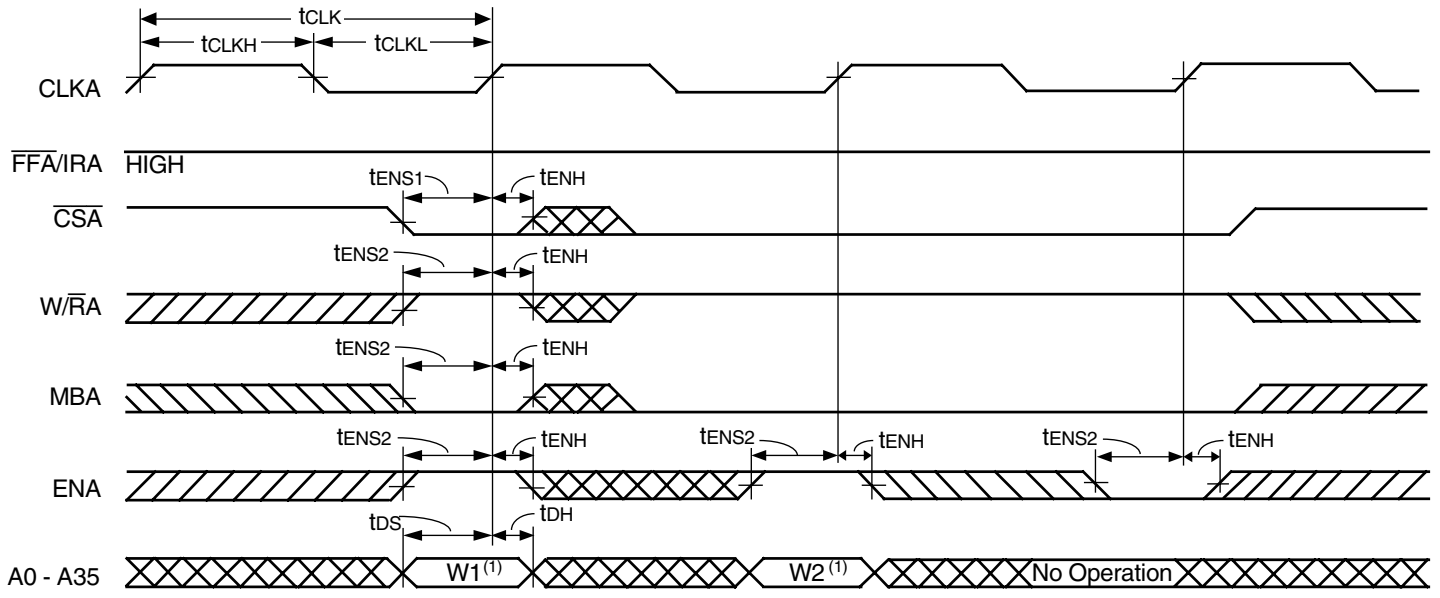 tCLK
tCLKH tCLKL
CLKA
FFA/IRA HIGH
tENS1 tENH
CSA
tENS2 tENH
W/RA
tENS2 tENH
MBA
tENS2 tENH tENS2 tENH tENS2 tENH
ENA
tDS tDH
A0 - A35 W1(1) W2(1) No Operation